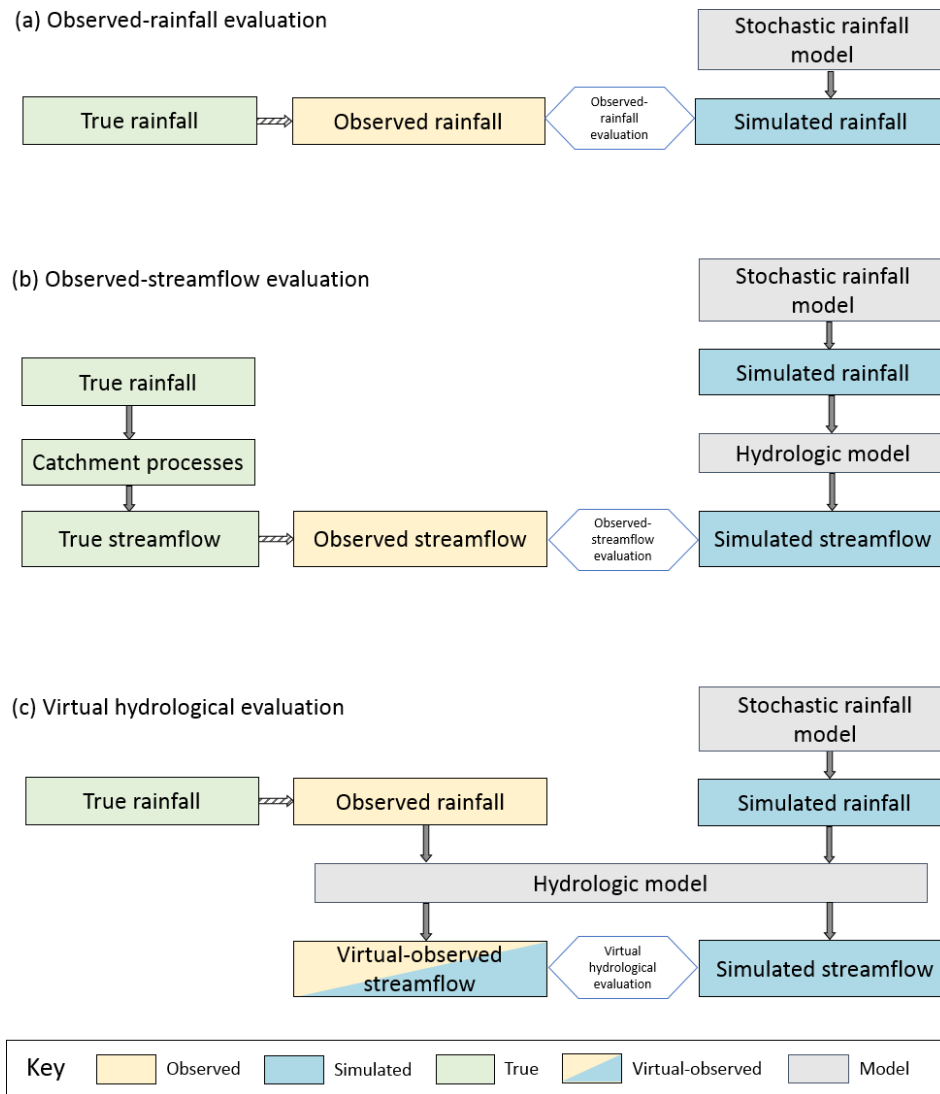 (a) Observed-rainfall evaluation
Stochastic rainfall
model
True rainfall
Observed rainfall
Observed-
rainfall
evaluation
Simulated rainfall
(b) Observed-streamflow evaluation
Stochastic rainfall
model
True rainfall
Simulated rainfall
Catchment processes
Hydrologic model
True streamflow
Observed streamflow
Observed-
streamflow
evaluation
Simulated streamflow
(c) Virtual hydrological evaluation
Stochastic rainfall
model
True rainfall
Observed rainfall
Simulated rainfall
Hydrologic model
Virtual-observed
streamflow
Virtual
hydrological
evaluation
Simulated streamflow
Key
Observed
Simulated
True
Virtual-observed
Model